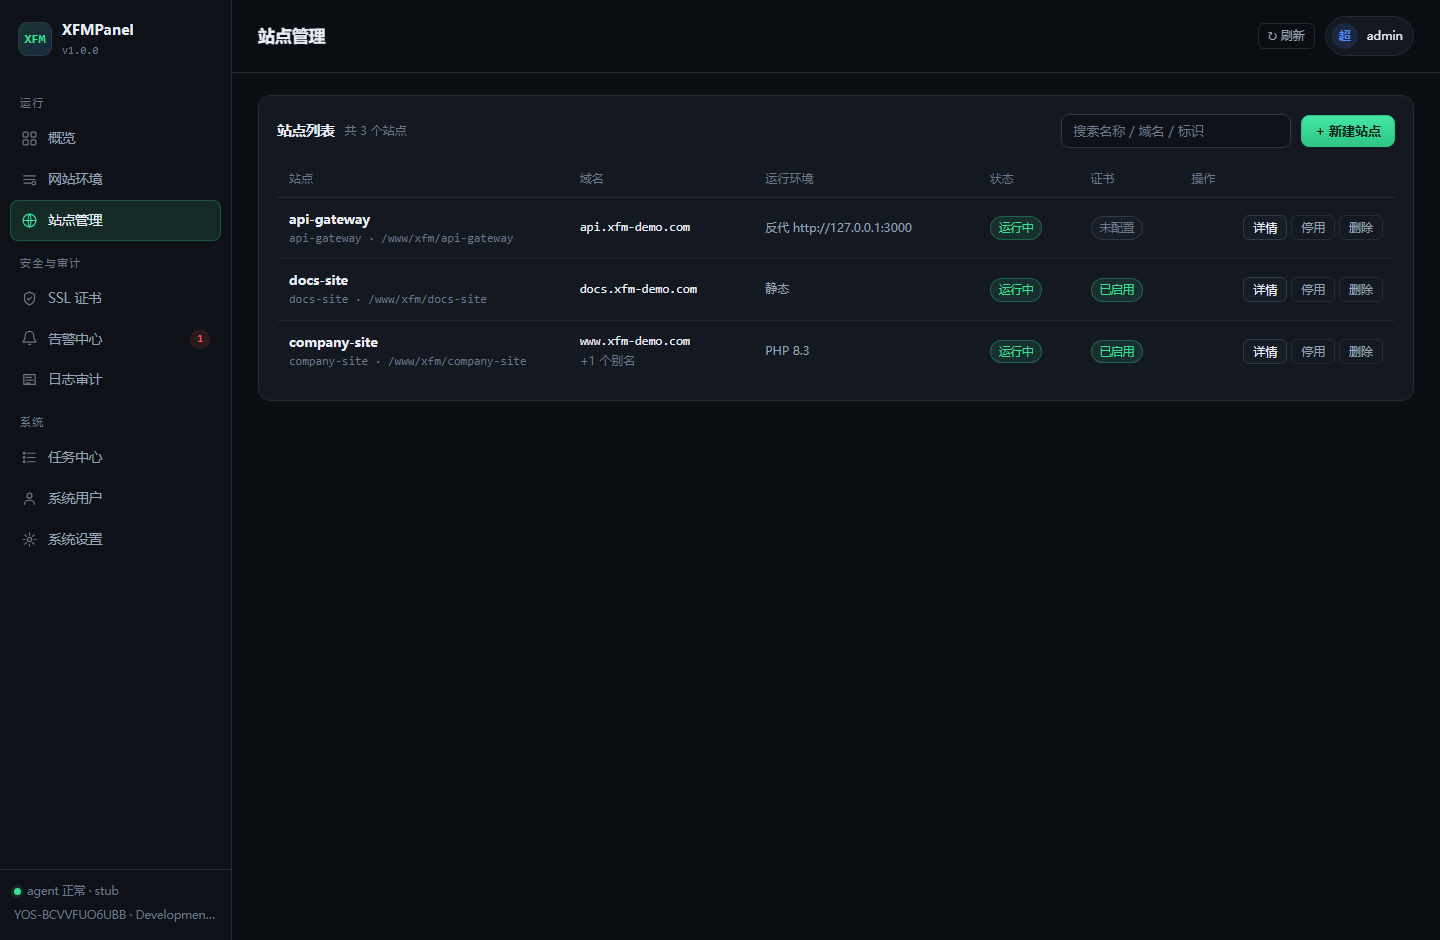 XFM
XFMPanel
v1.0.0
运行
概览
网站环境
站点管理
安全与审计
SSL 证书
告警中心 1
日志审计
系统
任务中心
系统用户
系统设置
agent 正常 · stub
YOS-BCVVFUO6UBB · Developmen...
站点管理
↻ 刷新
超 admin
站点列表 共 3 个站点
搜索名称 / 域名 / 标识
+ 新建站点
站点 域名 运行环境 状态 证书 操作
api-gateway
api-gateway · /www/xfm/api-gateway
api.xfm-demo.com
反代 http://127.0.0.1:3000
运行中
未配置
详情 停用 删除
docs-site
docs-site · /www/xfm/docs-site
docs.xfm-demo.com
静态
运行中
已启用
详情 停用 删除
company-site
company-site · /www/xfm/company-site
www.xfm-demo.com
+1 个别名
PHP 8.3
运行中
已启用
详情 停用 删除